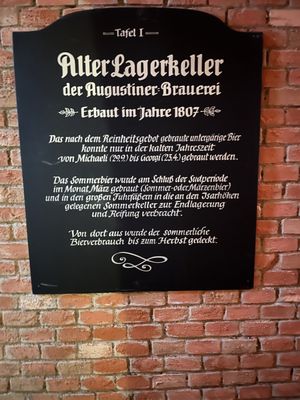 Tafel I
Alter Lagerkeller
der Augustiner-Brauerei
Erbaut im Jahre 1807
Das nach dem Reinheitsgebot gebraute untergärige Bier
konnte nur in der kalten Jahreszeit
von Michaeli (29.9.) bis Georgi (23.4.) gebraut werden.
Das Sommerbier wurde am Schluß der Sudperiode
im Monat März gebraut (Sommer-oder Märzenbier)
und in den großen Fuhrfäßern in die an den Isarhöhen
gelegenen Sommerkeller zur Endlagerung
und Reifung verbracht.
Von dort aus wurde der sommerliche
Bierverbrauch bis zum Herbst gedeckt.